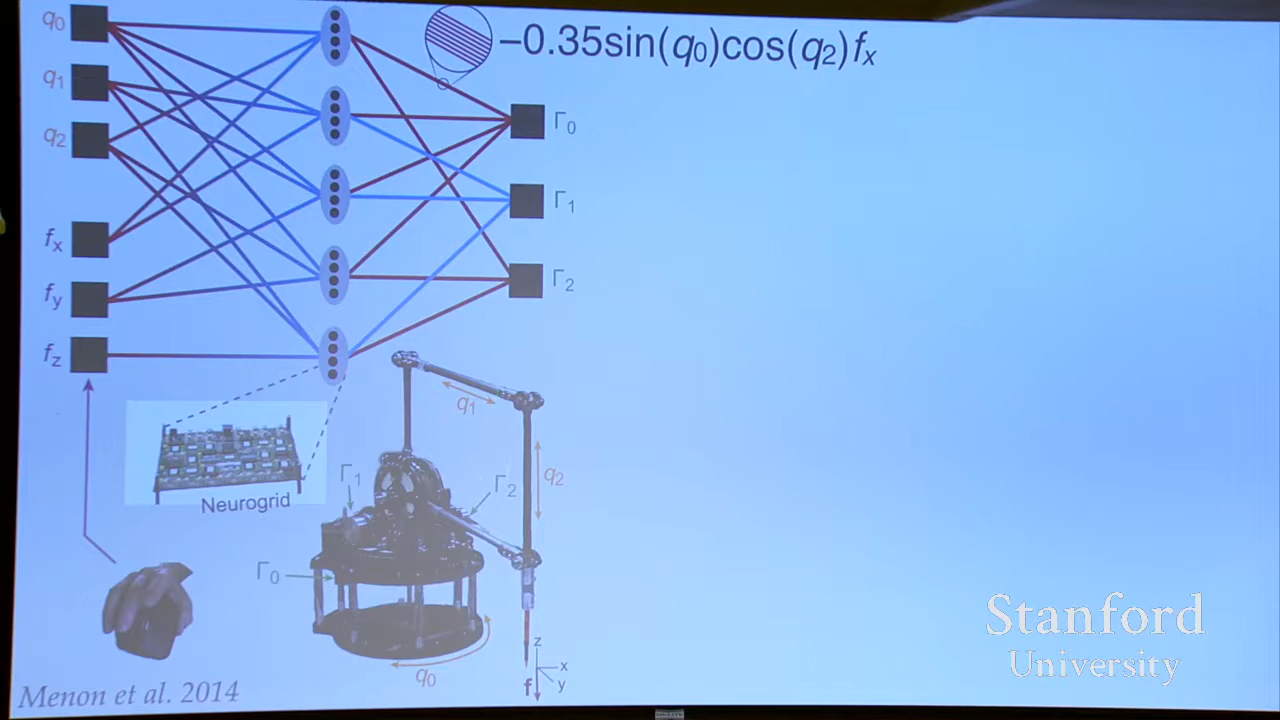 q0
−0.35sin(q0)cos(q2)fx
q1
Γ0
q2
Γ1
fx
Γ2
fy
fz
q1
Γ1
Γ2
q2
Neurogrid
Γ0
z
x
f
y
q0
Menon et al. 2014
Stanford
University